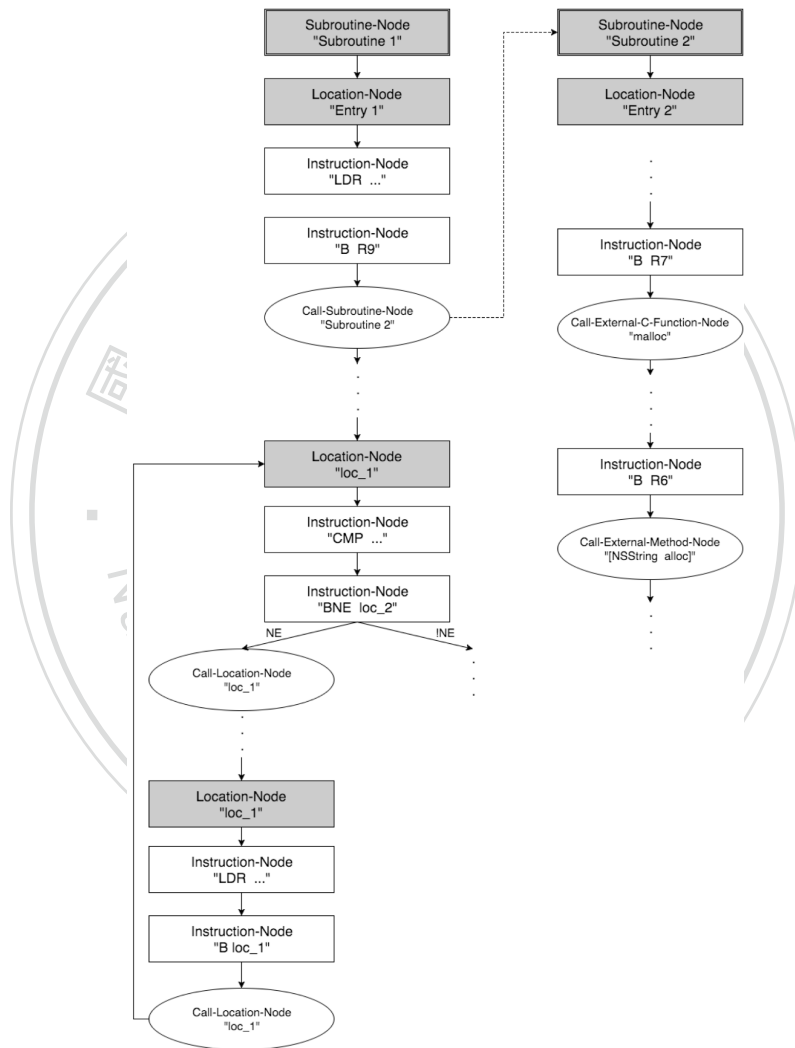 Subroutine-Node
"Subroutine 1"
Location-Node
"Entry 1"
Instruction-Node
"LDR ..."
Instruction-Node
"B R9"
Call-Subroutine-Node
"Subroutine 2"
Location-Node
"loc_1"
Instruction-Node
"CMP ..."
Instruction-Node
"BNE loc_2"
NE
!NE
Call-Location-Node
"loc_1"
Location-Node
"loc_1"
Instruction-Node
"LDR ..."
Instruction-Node
"B loc_1"
Call-Location-Node
"loc_1"
Subroutine-Node
"Subroutine 2"
Location-Node
"Entry 2"
Instruction-Node
"B R7"
Call-External-C-Function-Node
"malloc"
Instruction-Node
"B R6"
Call-External-Method-Node
"[NSString alloc]"